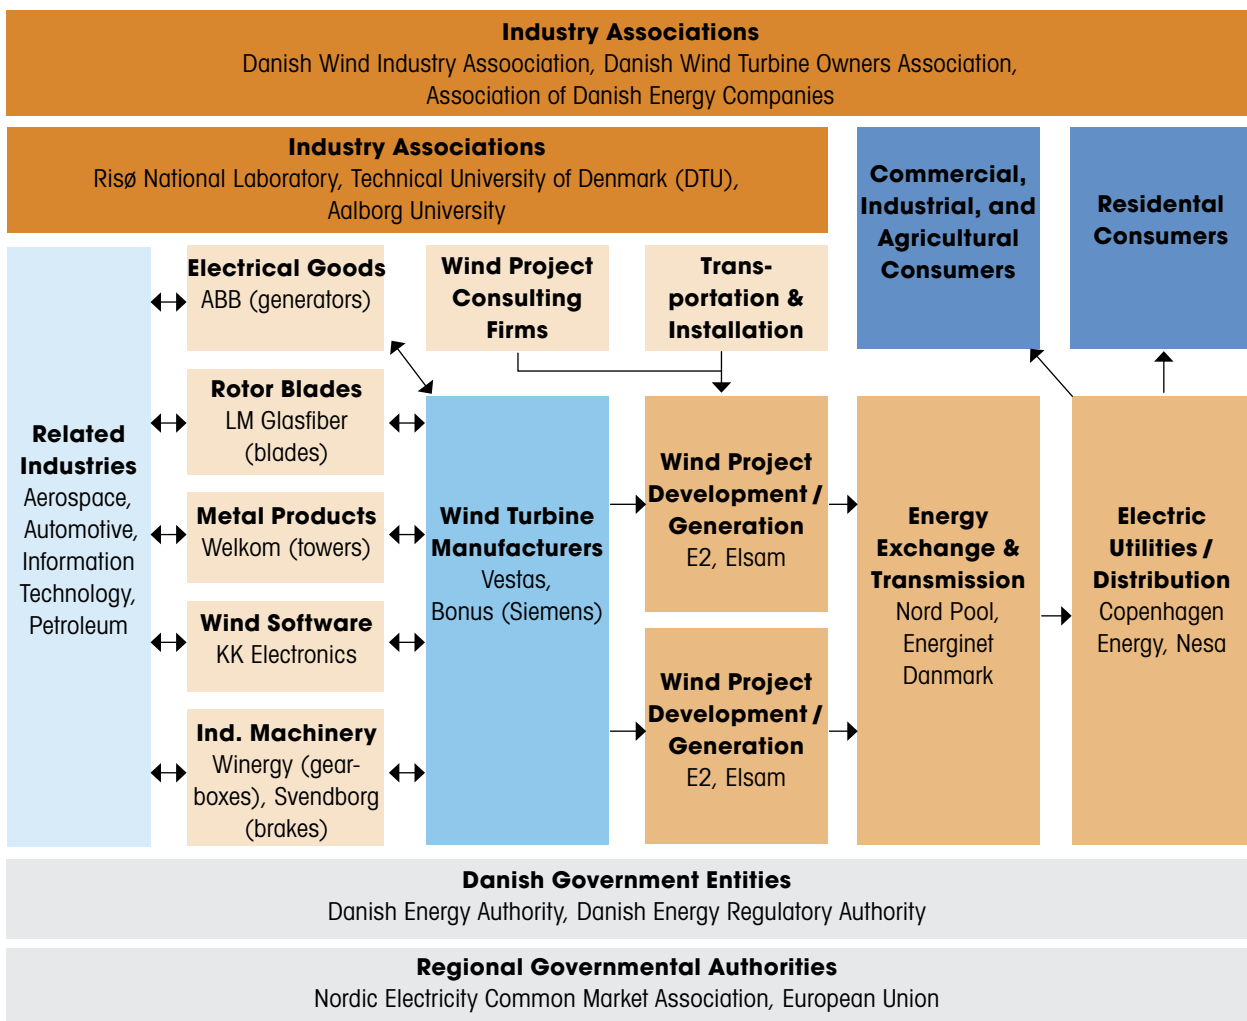 Industry Associations
Danish Wind Industry Assoociation, Danish Wind Turbine Owners Association,
Association of Danish Energy Companies
Industry Associations
Risø National Laboratory, Technical University of Denmark (DTU),
Aalborg University
Commercial,
Industrial, and
Agricultural
Consumers
Residental
Consumers
Related
Industries
Aerospace,
Automotive,
Information
Technology,
Petroleum
Electrical Goods
ABB (generators)
Rotor Blades
LM Glasfiber
(blades)
Metal Products
Welkom (towers)
Wind Software
KK Electronics
Ind. Machinery
Winergy (gear-
boxes), Svendborg
(brakes)
Wind Project
Consulting
Firms
Trans-
portation &
Installation
Wind Turbine
Manufacturers
Vestas,
Bonus (Siemens)
Wind Project
Development /
Generation
E2, Elsam
Wind Project
Development /
Generation
E2, Elsam
Energy
Exchange &
Transmission
Nord Pool,
Energinet
Danmark
Electric
Utilities /
Distribution
Copenhagen
Energy, Nesa
Danish Government Entities
Danish Energy Authority, Danish Energy Regulatory Authority
Regional Governmental Authorities
Nordic Electricity Common Market Association, European Union